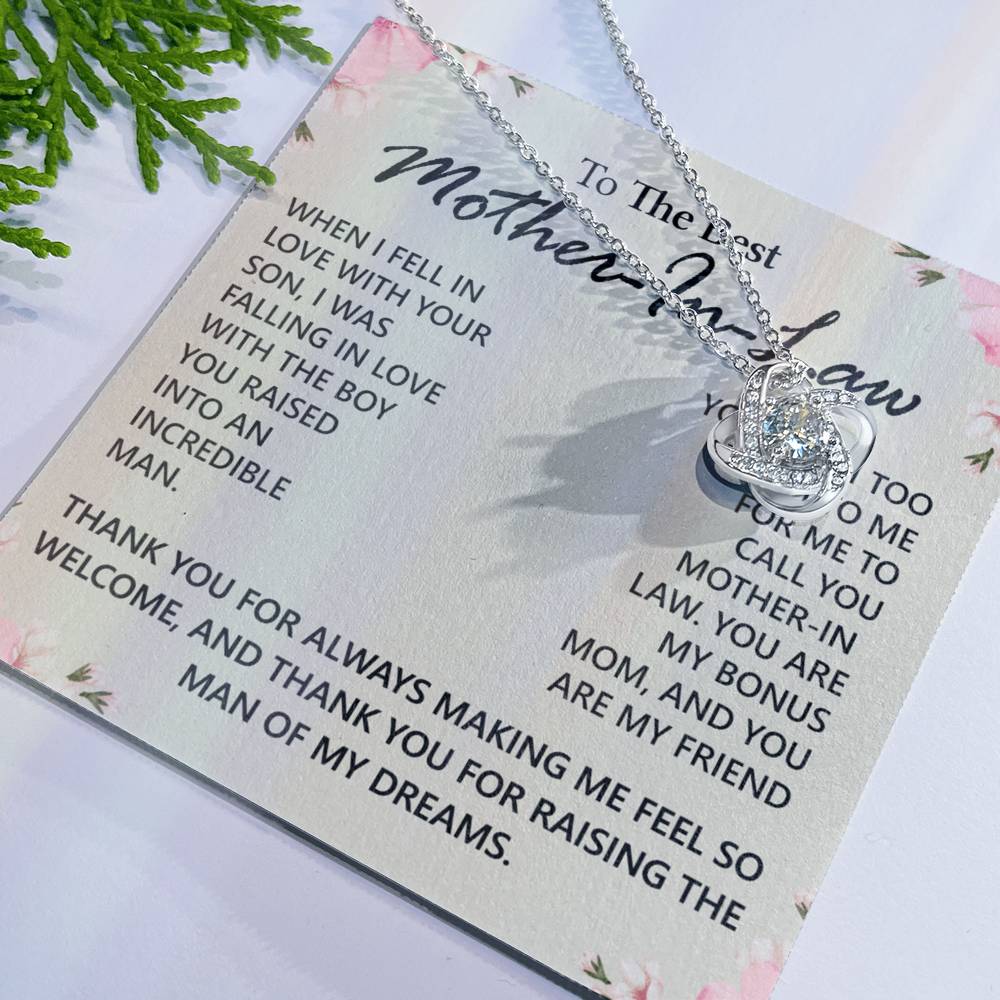 To The Best
Mother-In-Law
WHEN I FELL IN
LOVE WITH YOUR
SON, I WAS
FALLING IN LOVE
WITH THE BOY
YOU RAISED
INTO AN
INCREDIBLE
MAN.
TOO
ME
FOR ME TO
CALL YOU
MOTHER-IN
LAW. YOU ARE
MY BONUS
MOM, AND YOU
ARE MY FRIEND
THANK YOU FOR ALWAYS MAKING ME FEEL SO
WELCOME, AND THANK YOU FOR RAISING THE
MAN OF MY DREAMS.